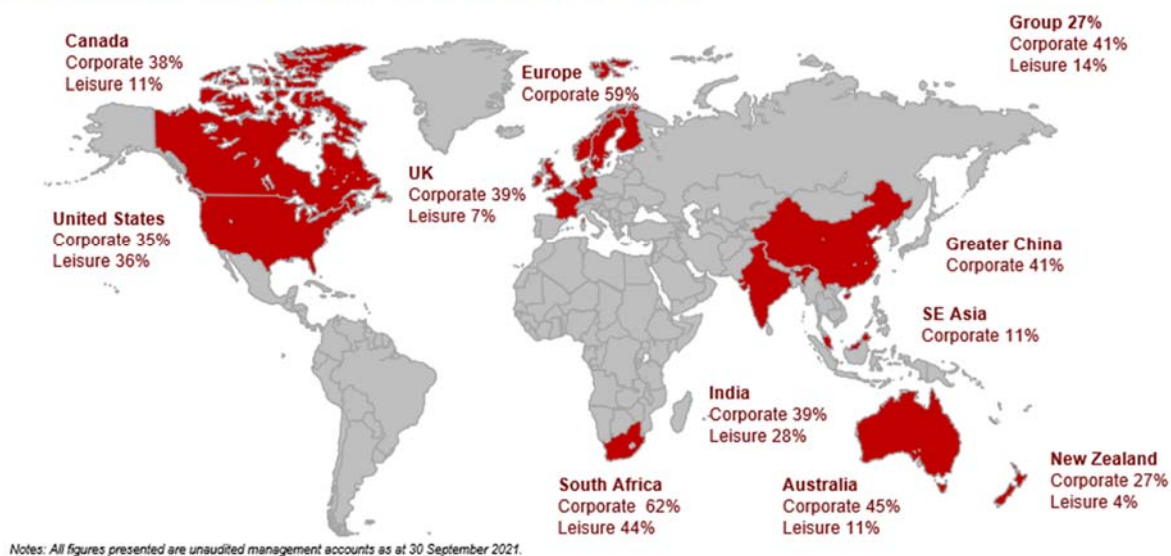 Canada
Corporate 38%
Leisure 11%
Europe
Corporate 59%
Group 27%
Corporate 41%
Leisure 14%
UK
Corporate 39%
Leisure 7%
United States
Corporate 35%
Leisure 36%
Greater China
Corporate 41%
SE Asia
Corporate 11%
India
Corporate 39%
Leisure 28%
South Africa
Corporate 62%
Leisure 44%
Australia
Corporate 45%
Leisure 11%
New Zealand
Corporate 27%
Leisure 4%
Notes: All figures presented are unaudited management accounts as at 30 September 2021.